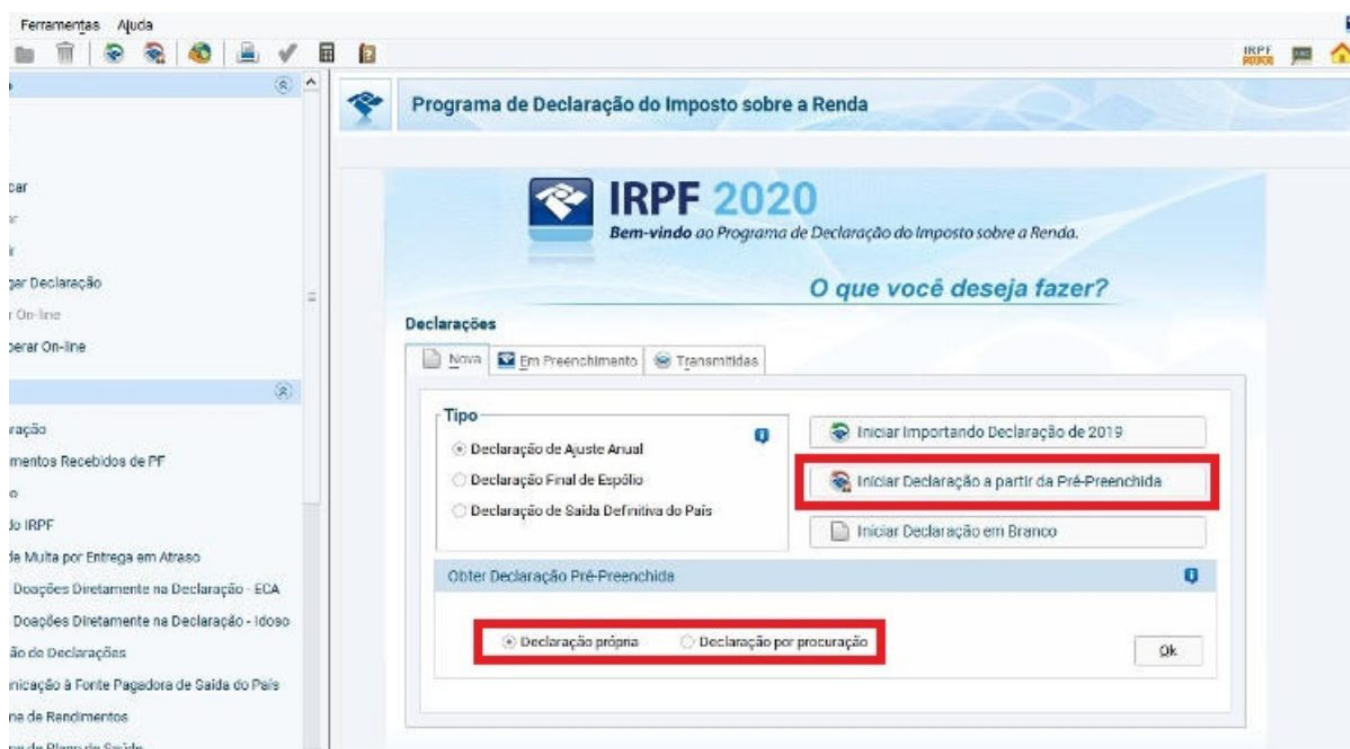 Ferramentas Ajuda
IRPF
Programa de Declaração do Imposto sobre a Renda
IRPF 2020
Bem-vindo ao Programa de Declaração do Imposto sobre a Renda.
O que você deseja fazer?
Declarações
Nova Em Preenchimento Transmitidas
Tipo
Declaração de Ajuste Anual
Declaração Final de Espólio
Declaração de Saída Definitiva do País
Iniciar Importando Declaração de 2019
Iniciar Declaração a partir da Pré-Preenchida
Iniciar Declaração em Branco
Obter Declaração Pré-Preenchida
Declaração própria Declaração por procuração
Ok
car
ir
gar Declaração
r On-line
perar On-line
ração
mentos Recebidos de PF
o
do IRPF
de Multa por Entrega em Atraso
Doações Diretamente na Declaração - ECA
Doações Diretamente na Declaração - Idoso
ão de Declarações
nicação à Fonte Pagadora de Saída do País
me de Rendimentos
de Plano de Saúde